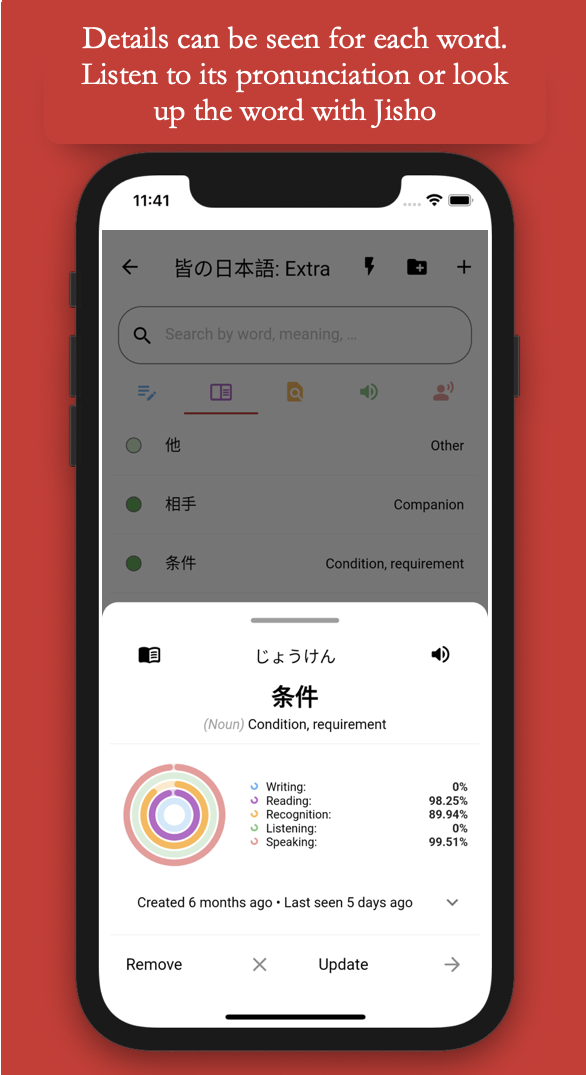 Details can be seen for each word.
Listen to its pronunciation or look
up the word with Jisho
11:41
皆の日本語: Extra
Search by word, meaning, ...
他 Other
相手 Companion
条件 Condition, requirement
じょうけん
条件
(Noun) Condition, requirement
Writing: 0%
Reading: 98.25%
Recognition: 89.94%
Listening: 0%
Speaking: 99.51%
Created 6 months ago • Last seen 5 days ago
Remove Update